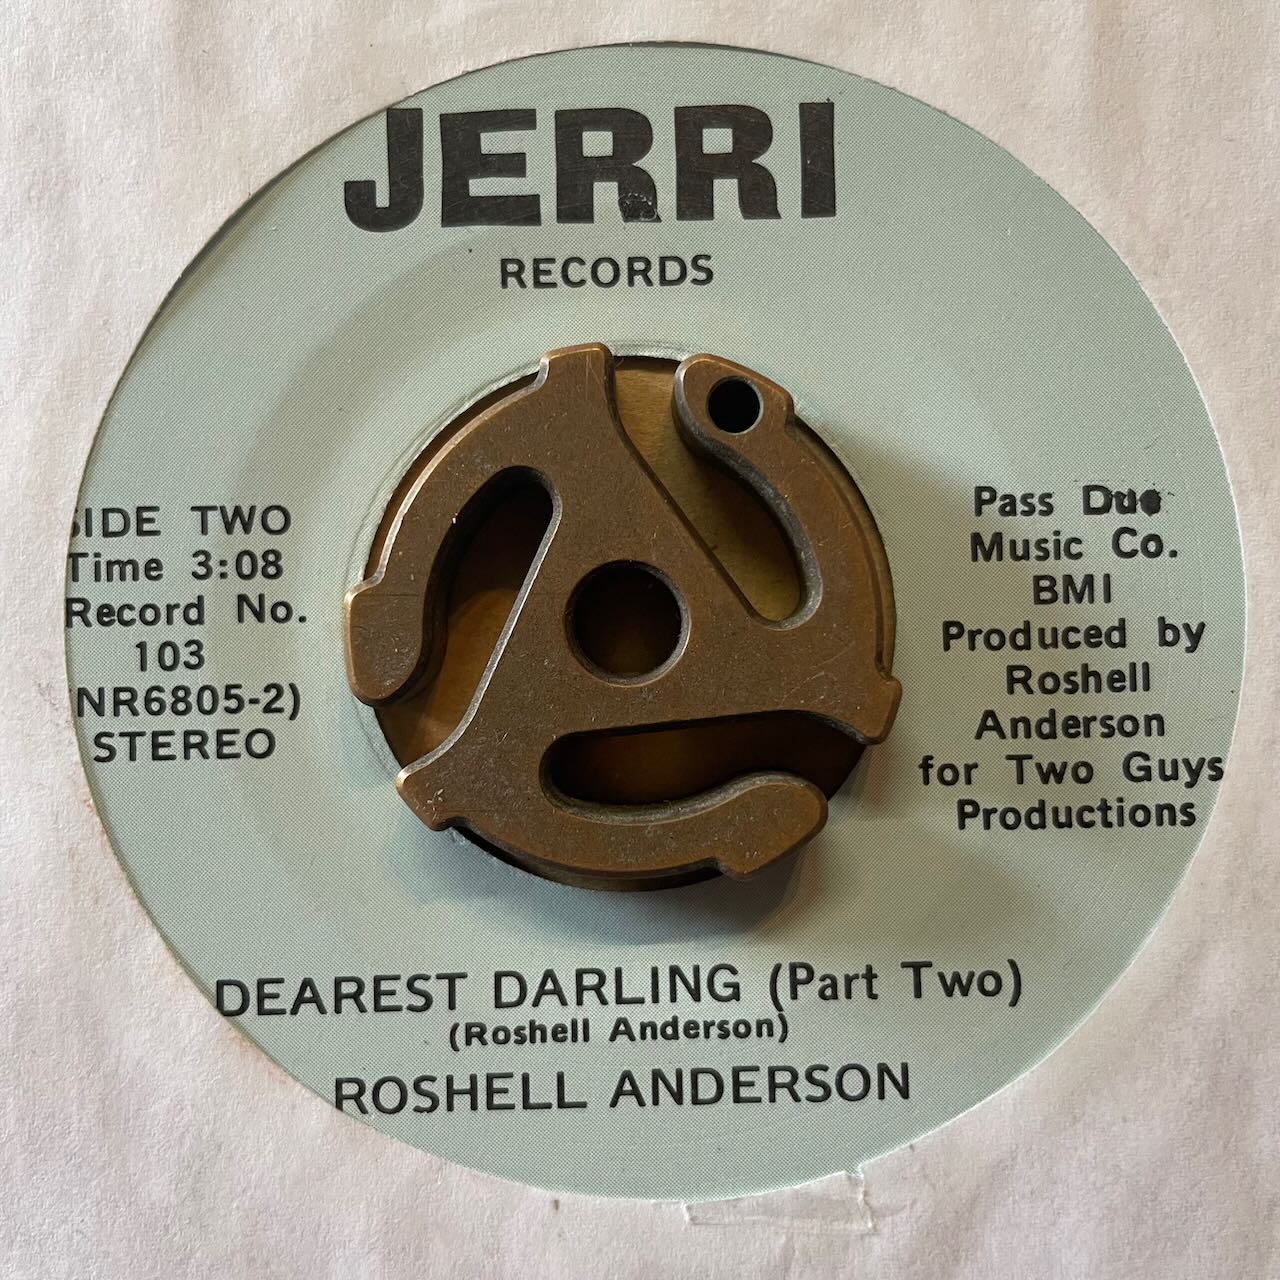 JERRI
RECORDS
SIDE TWO
Time 3:08
Record No.
103
NR6805-2)
STEREO
Pass Due
Music Co.
BMI
Produced by
Roshell
Anderson
for Two Guys
Productions
DEAREST DARLING (Part Two)
(Roshell Anderson)
ROSHELL ANDERSON